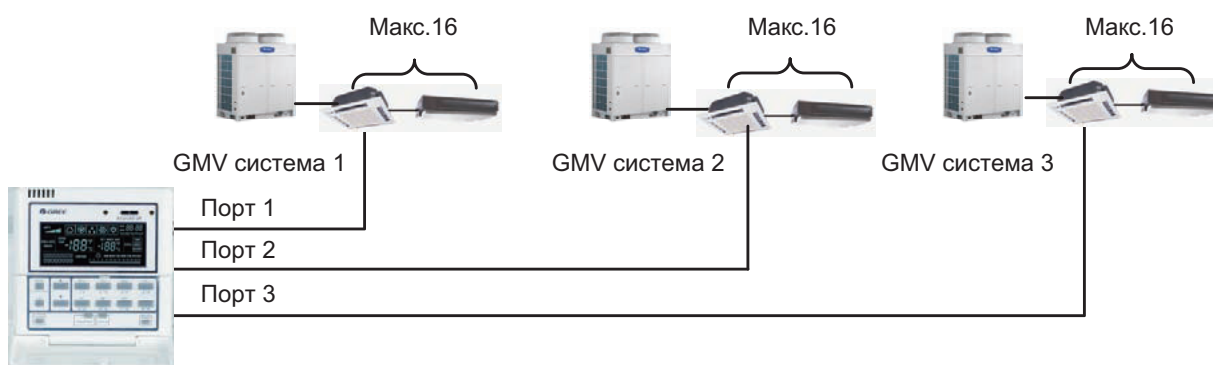 Макс.16
Макс.16
Макс.16
GMV система 1
GMV система 2
GMV система 3
GREE
Порт 1
Порт 2
Порт 3